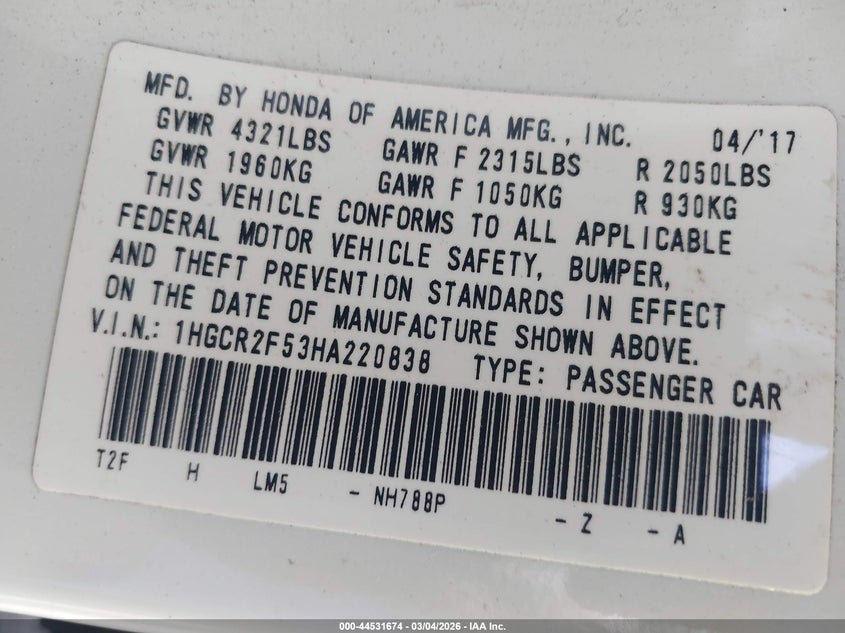 MFD. BY HONDA OF AMERICA MFG., INC. 04/'17
GVWR 4321LBS GAWR F 2315LBS R 2050LBS
GVWR 1960KG GAWR F 1050KG R 930KG
THIS VEHICLE CONFORMS TO ALL APPLICABLE
FEDERAL MOTOR VEHICLE SAFETY, BUMPER,
AND THEFT PREVENTION STANDARDS IN EFFECT
ON THE DATE OF MANUFACTURE SHOWN ABOVE.
V.I.N.: 1HGCR2F53HA220838 TYPE: PASSENGER CAR
T2F H LM5 - NH788P - Z - A
000-44531674 - 03/04/2026 - IAA Inc.